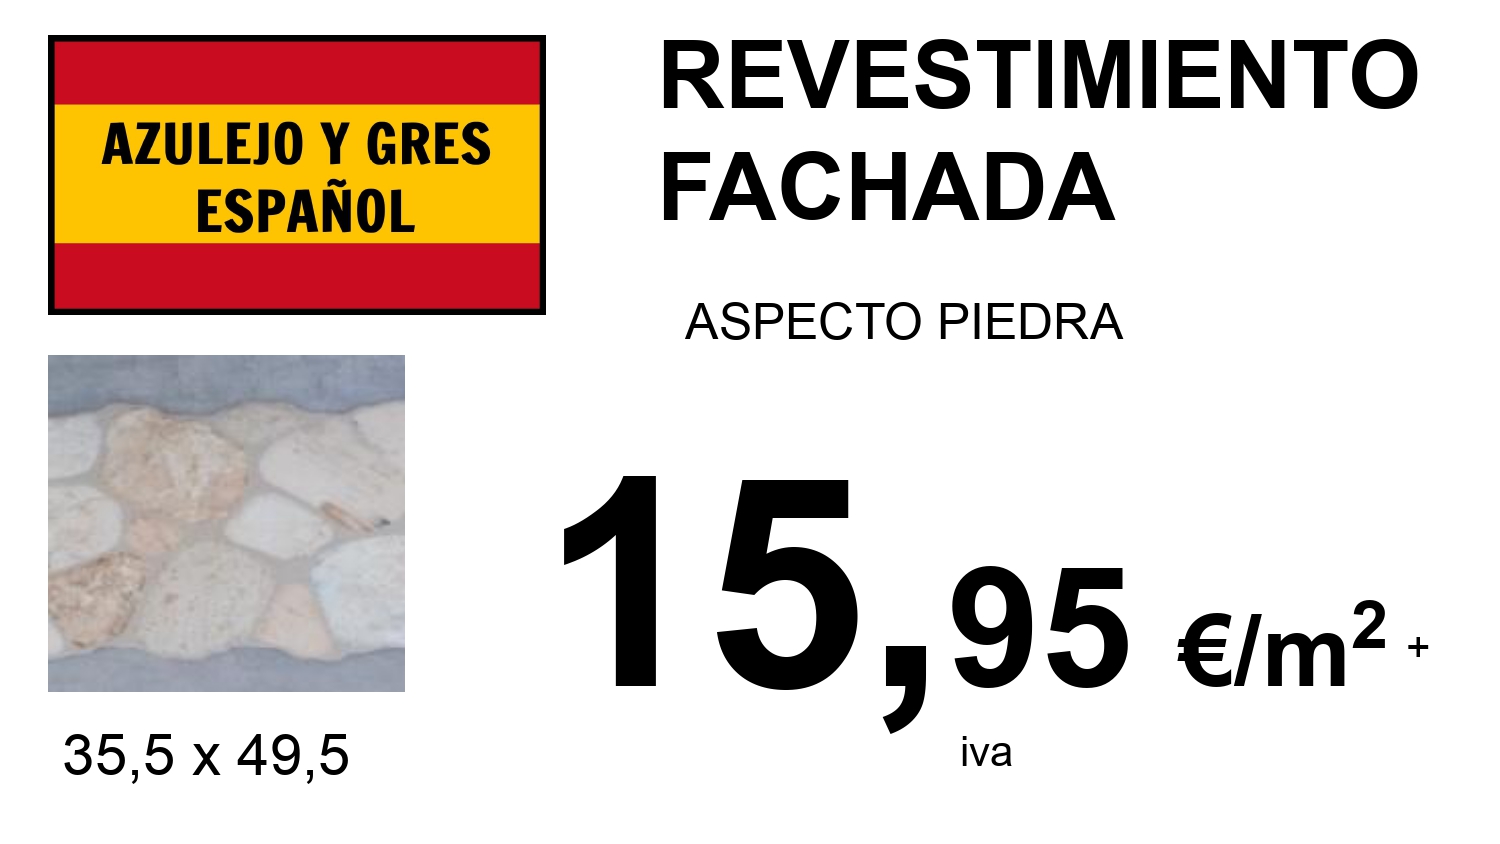 AZULEJO Y GRES
ESPAÑOL
REVESTIMIENTO
FACHADA
ASPECTO PIEDRA
15,95 €/m² +
iva
35,5 x 49,5